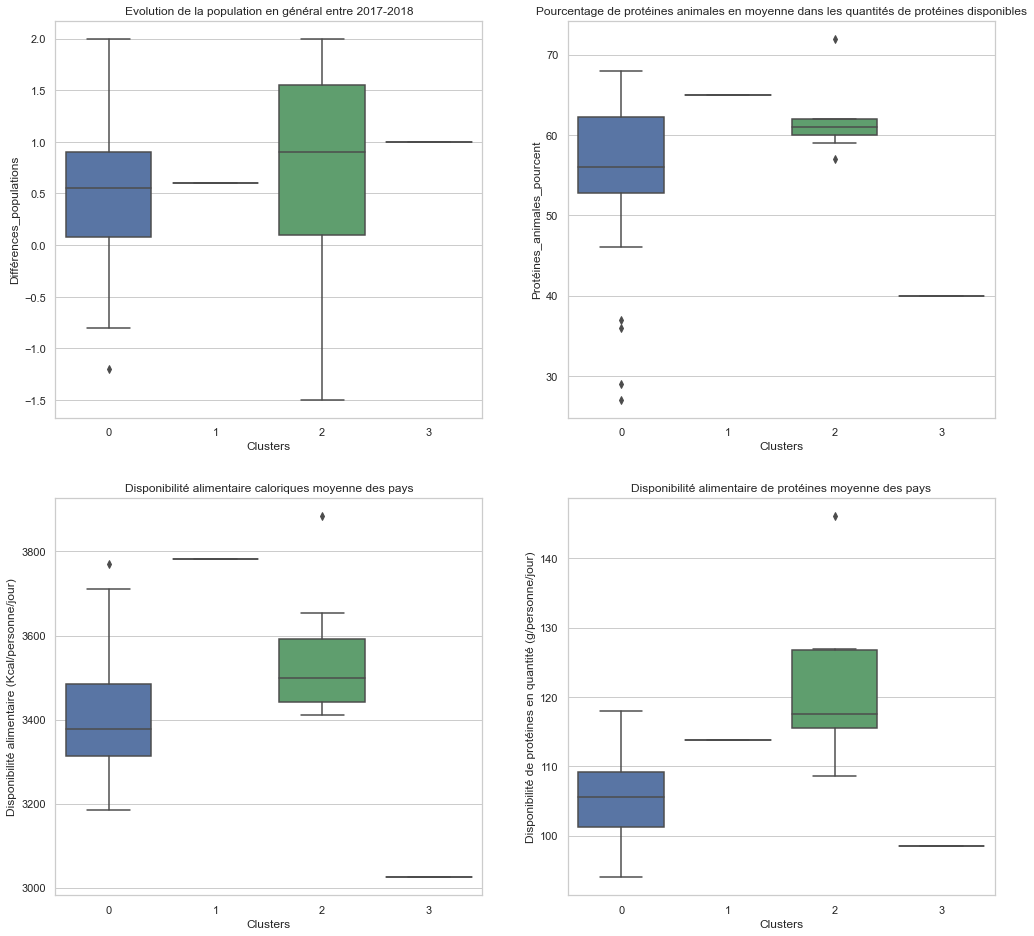 Evolution de la population en général entre 2017-2018
Différences_populations
2.0
1.5
1.0
0.5
0.0
−0.5
−1.0
−1.5
0 1 2 3
Clusters
Pourcentage de protéines animales en moyenne dans les quantités de protéines disponibles
Protéines_animales_pourcent
70
60
50
40
30
0 1 2 3
Clusters
Disponibilité alimentaire caloriques moyenne des pays
Disponibilité alimentaire (Kcal/personne/jour)
3800
3600
3400
3200
3000
0 1 2 3
Clusters
Disponibilité alimentaire de protéines moyenne des pays
Disponibilité de protéines en quantité (g/personne/jour)
140
130
120
110
100
0 1 2 3
Clusters